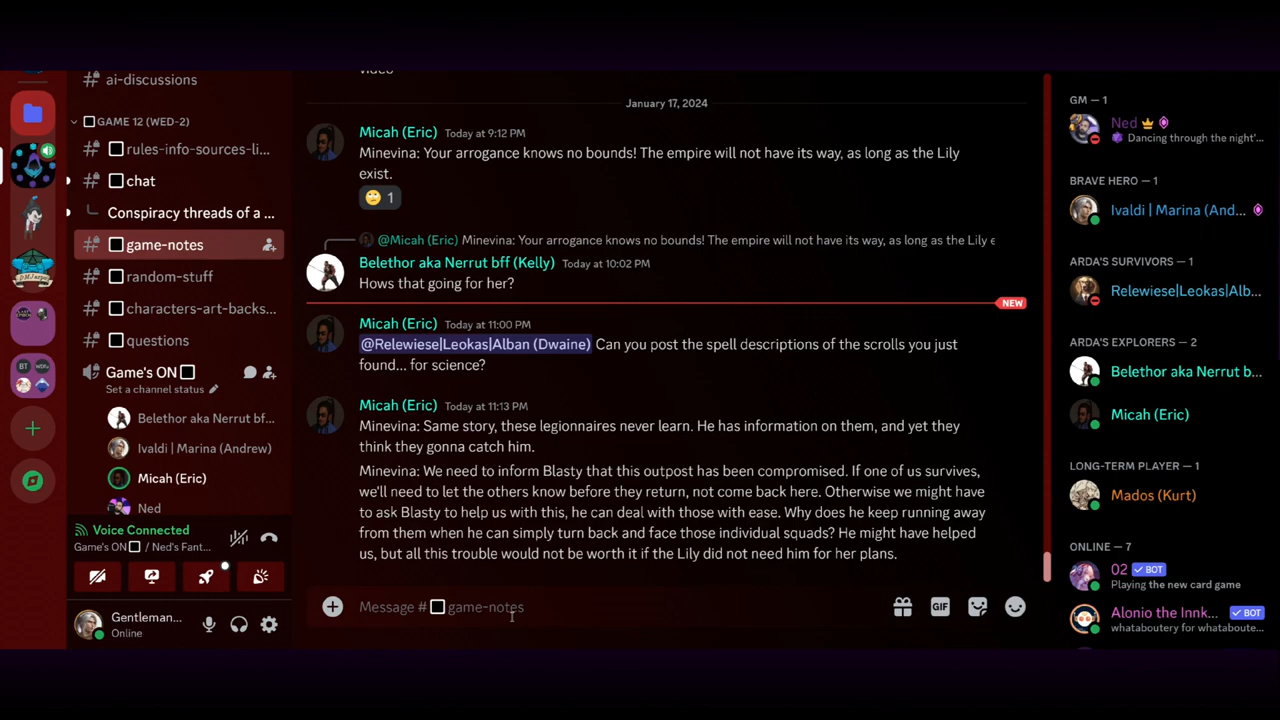 ai-discussions
GAME 12 (WED-2)
rules-info-sources-li...
chat
Conspiracy threads of a ...
game-notes
random-stuff
characters-art-backs...
questions
Game's ON
Set a channel status
Belethor aka Nerrut bf...
Ivaldi | Marina (Andrew)
Micah (Eric)
Ned
Voice Connected
Game's ON / Ned's Fant...
Gentleman...
Online
video
January 17, 2024
Micah (Eric) Today at 9:12 PM
Minevina: Your arrogance knows no bounds! The empire will not have its way, as long as the Lily
exist.
1
@Micah (Eric) Minevina: Your arrogance knows no bounds! The empire will not have its way, as long as the Lily e
Belethor aka Nerrut bff (Kelly) Today at 10:02 PM
Hows that going for her?
NEW
Micah (Eric) Today at 11:00 PM
@Relewiese|Leokas|Alban (Dwaine) Can you post the spell descriptions of the scrolls you just
found... for science?
Micah (Eric) Today at 11:13 PM
Minevina: Same story, these legionnaires never learn. He has information on them, and yet they
think they gonna catch him.
Minevina: We need to inform Blasty that this outpost has been compromised. If one of us survives,
we'll need to let the others know before they return, not come back here. Otherwise we might have
to ask Blasty to help us with this, he can deal with those with ease. Why does he keep running away
from them when he can simply turn back and face those individual squads? He might have helped
us, but all this trouble would not be worth it if the Lily did not need him for her plans.
Message # game-notes
GIF
GM — 1
Ned
Dancing through the night'...
BRAVE HERO — 1
Ivaldi | Marina (And...
ARDA'S SURVIVORS — 1
Relewiese|Leokas|Alb...
ARDA'S EXPLORERS — 2
Belethor aka Nerrut b...
Micah (Eric)
LONG-TERM PLAYER — 1
Mados (Kurt)
ONLINE — 7
02 BOT
Playing the new card game
Alonio the Innk... BOT
whataboutery for whataboute...